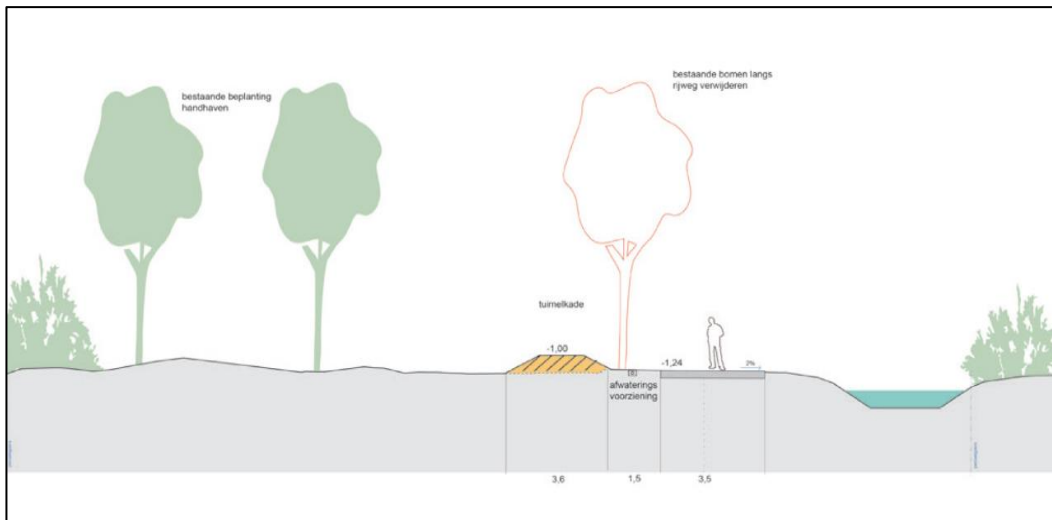 bestaande beplanting
handhaven
bestaande bomen langs
rijweg verwijderen
tuimelkade
-1,00
-1,24
2%
afwaterings
voorziening
3,6
1,5
3,5